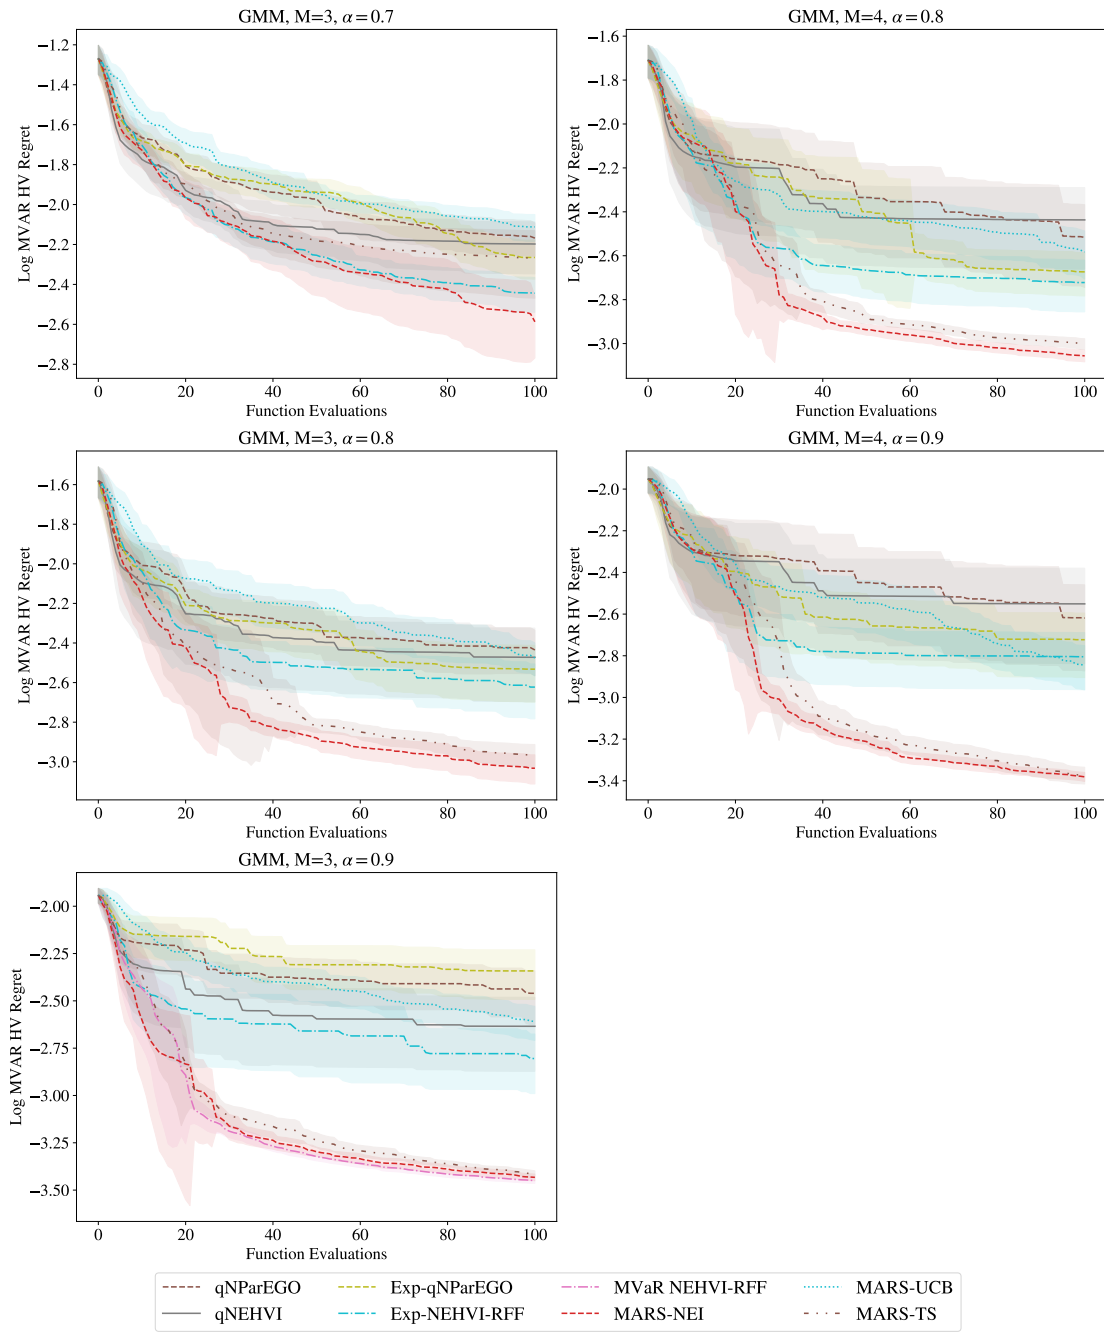 GMM, M=3, α=0.7
Log MVAR HV Regret
−1.2
−1.4
−1.6
−1.8
−2.0
−2.2
−2.4
−2.6
−2.8
0 20 40 60 80 100
Function Evaluations
GMM, M=4, α=0.8
Log MVAR HV Regret
−1.6
−1.8
−2.0
−2.2
−2.4
−2.6
−2.8
−3.0
0 20 40 60 80 100
Function Evaluations
GMM, M=3, α=0.8
Log MVAR HV Regret
−1.6
−1.8
−2.0
−2.2
−2.4
−2.6
−2.8
−3.0
0 20 40 60 80 100
Function Evaluations
GMM, M=4, α=0.9
Log MVAR HV Regret
−2.0
−2.2
−2.4
−2.6
−2.8
−3.0
−3.2
−3.4
0 20 40 60 80 100
Function Evaluations
GMM, M=3, α=0.9
Log MVAR HV Regret
−2.00
−2.25
−2.50
−2.75
−3.00
−3.25
−3.50
0 20 40 60 80 100
Function Evaluations
qNParEGO Exp-qNParEGO MVaR NEHVI-RFF MARS-UCB
qNEHVI Exp-NEHVI-RFF MARS-NEI MARS-TS